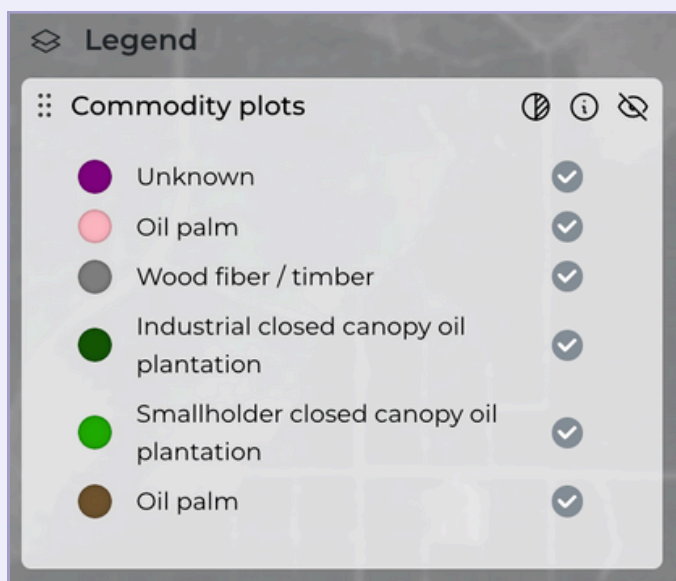 Legend
Commodity plots
Unknown
Oil palm
Wood fiber / timber
Industrial closed canopy oil
plantation
Smallholder closed canopy oil
plantation
Oil palm